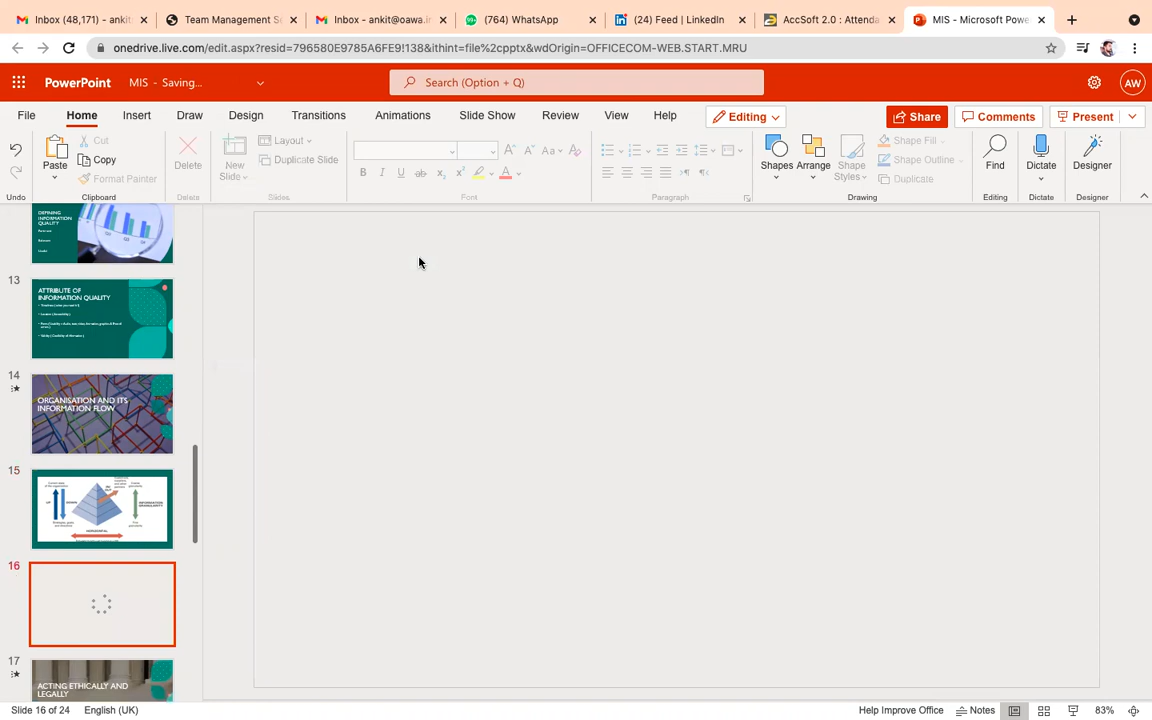 Inbox (48,171) - ankit
Team Management S
Inbox - ankit@oawa.in
(764) WhatsApp
(24) Feed | LinkedIn
AccSoft 2.0 : Attenda
MIS - Microsoft Powe
onedrive.live.com/edit.aspx?resid=796580E9785A6FE9!138&ithint=file%2cpptx&wdOrigin=OFFICECOM-WEB.START.MRU
PowerPoint
MIS - Saving...
Search (Option + Q)
AW
File
Home
Insert
Draw
Design
Transitions
Animations
Slide Show
Review
View
Help
Editing
Share
Comments
Present
Paste
Cut
Copy
Format Painter
Delete
New Slide
Layout
Duplicate Slide
Shapes
Arrange
Shape Styles
Shape Fill
Shape Outline
Duplicate
Find
Dictate
Designer
Undo
Clipboard
Delete
Slides
Font
Paragraph
Drawing
Editing
Dictate
Designer
DEFINING
INFORMATION
QUALITY
13
ATTRIBUTE OF
INFORMATION QUALITY
14
ORGANISATION AND ITS
INFORMATION FLOW
15
16
17
ACTING ETHICALLY AND
LEGALLY
Slide 16 of 24
English (UK)
Help Improve Office
Notes
83%